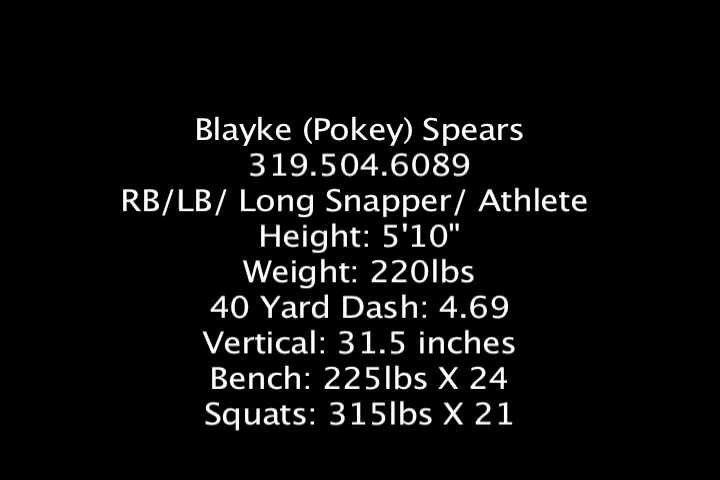 Blayke (Pokey) Spears
319.504.6089
RB/LB/ Long Snapper/ Athlete
Height: 5'10"
Weight: 220lbs
40 Yard Dash: 4.69
Vertical: 31.5 inches
Bench: 225lbs X 24
Squats: 315lbs X 21